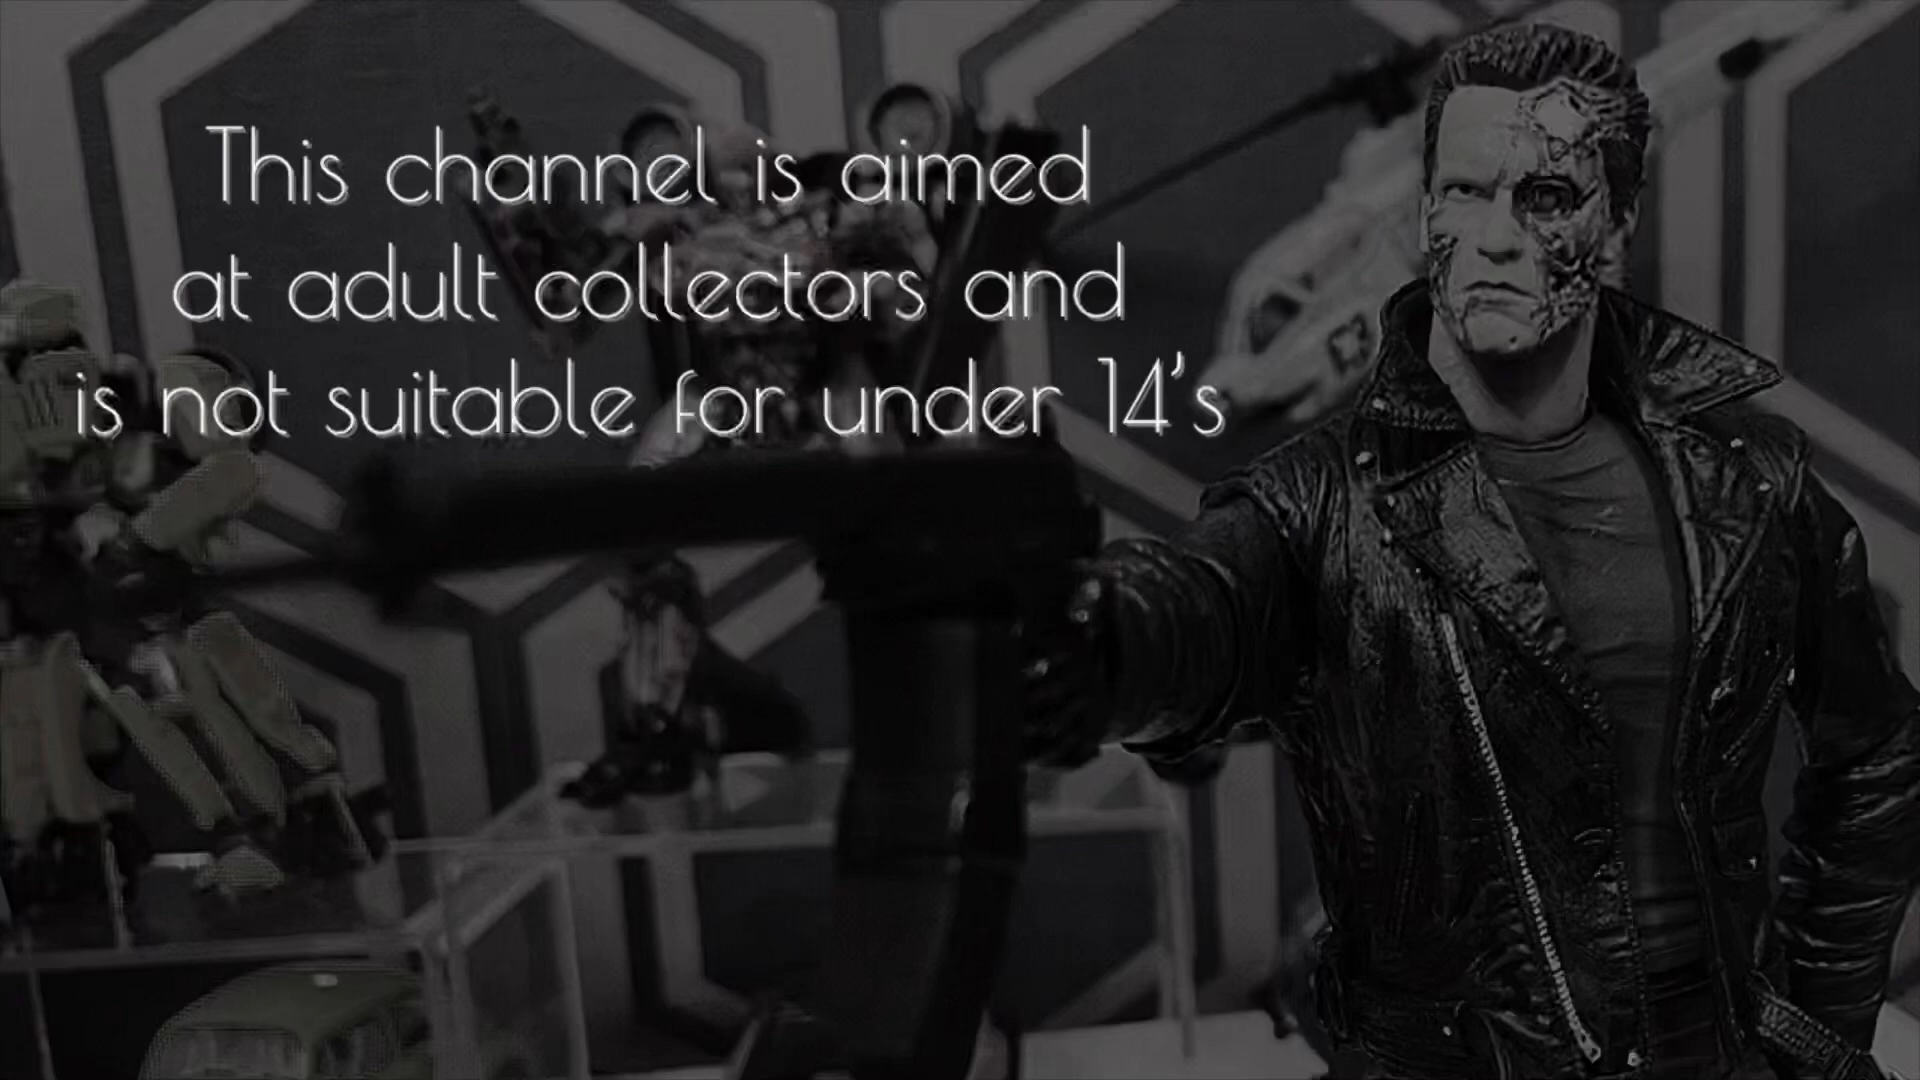 This channel is aimed
at adult collectors and
is not suitable for under 14's